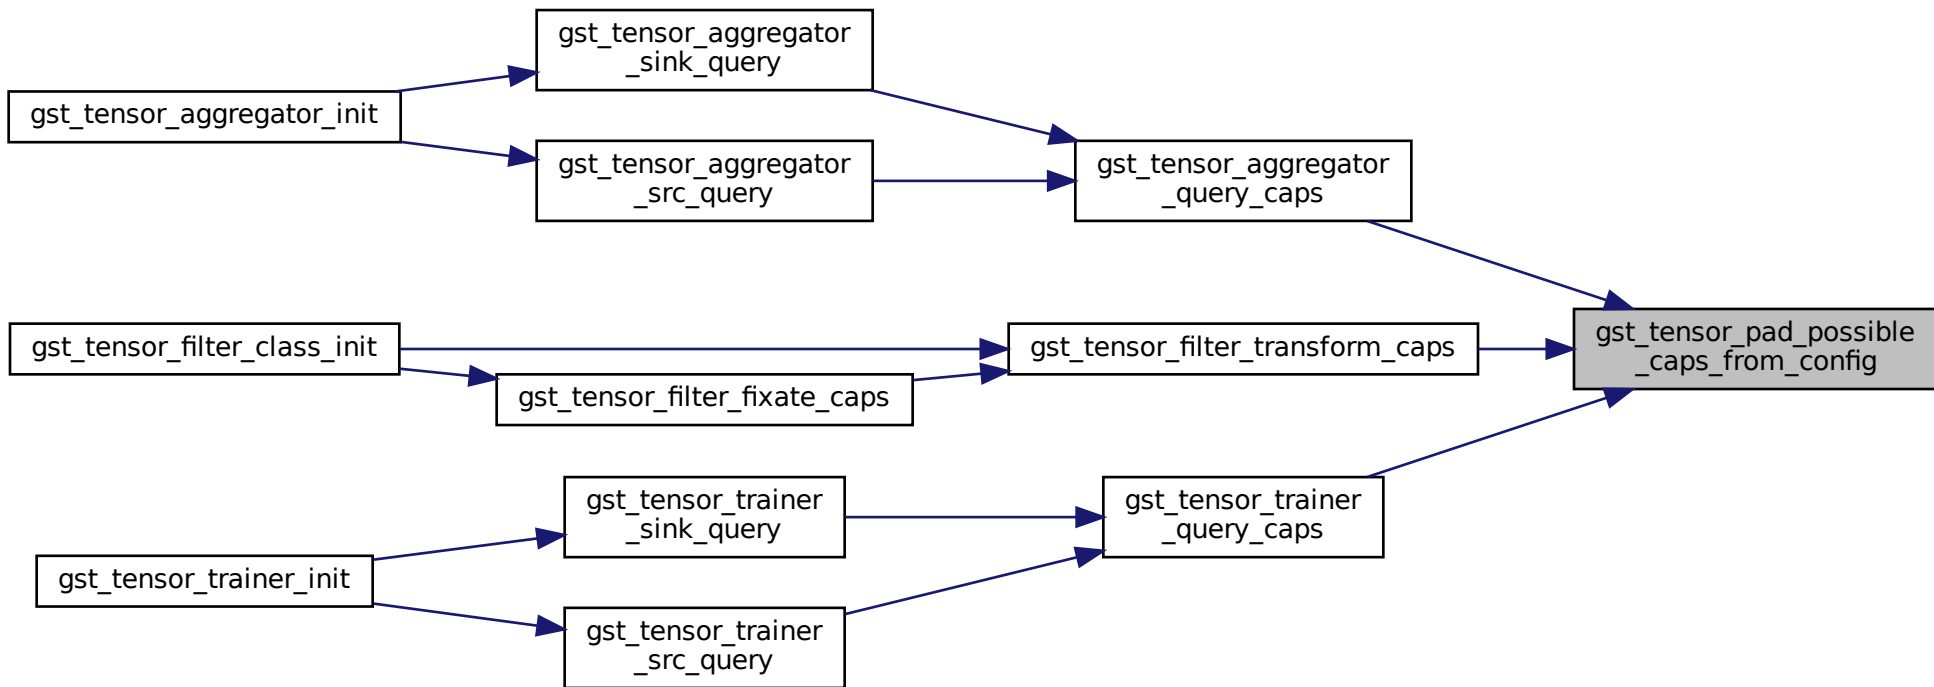 gst_tensor_aggregator
_sink_query
gst_tensor_aggregator_init
gst_tensor_aggregator
_src_query
gst_tensor_aggregator
_query_caps
gst_tensor_pad_possible
_caps_from_config
gst_tensor_filter_class_init
gst_tensor_filter_transform_caps
gst_tensor_filter_fixate_caps
gst_tensor_trainer
_sink_query
gst_tensor_trainer
_query_caps
gst_tensor_trainer_init
gst_tensor_trainer
_src_query